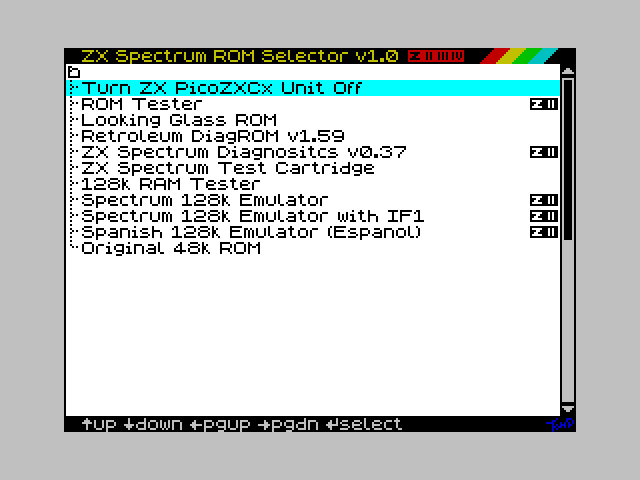 ZX Spectrum ROM Selector v1.0 Z II III IV
Turn ZX PicoZXCx Unit Off
ROM Tester Z II
Looking Glass ROM
Retroleum DiagROM v1.59
ZX Spectrum Diagnositcs v0.37 Z II
ZX Spectrum Test Cartridge
128k RAM Tester
Spectrum 128k Emulator Z II
Spectrum 128k Emulator with IF1 Z II
Spanish 128k Emulator (Espanol) Z II
Original 48k ROM
↑up ↓down ←pgup →pgdn ↵select TomD